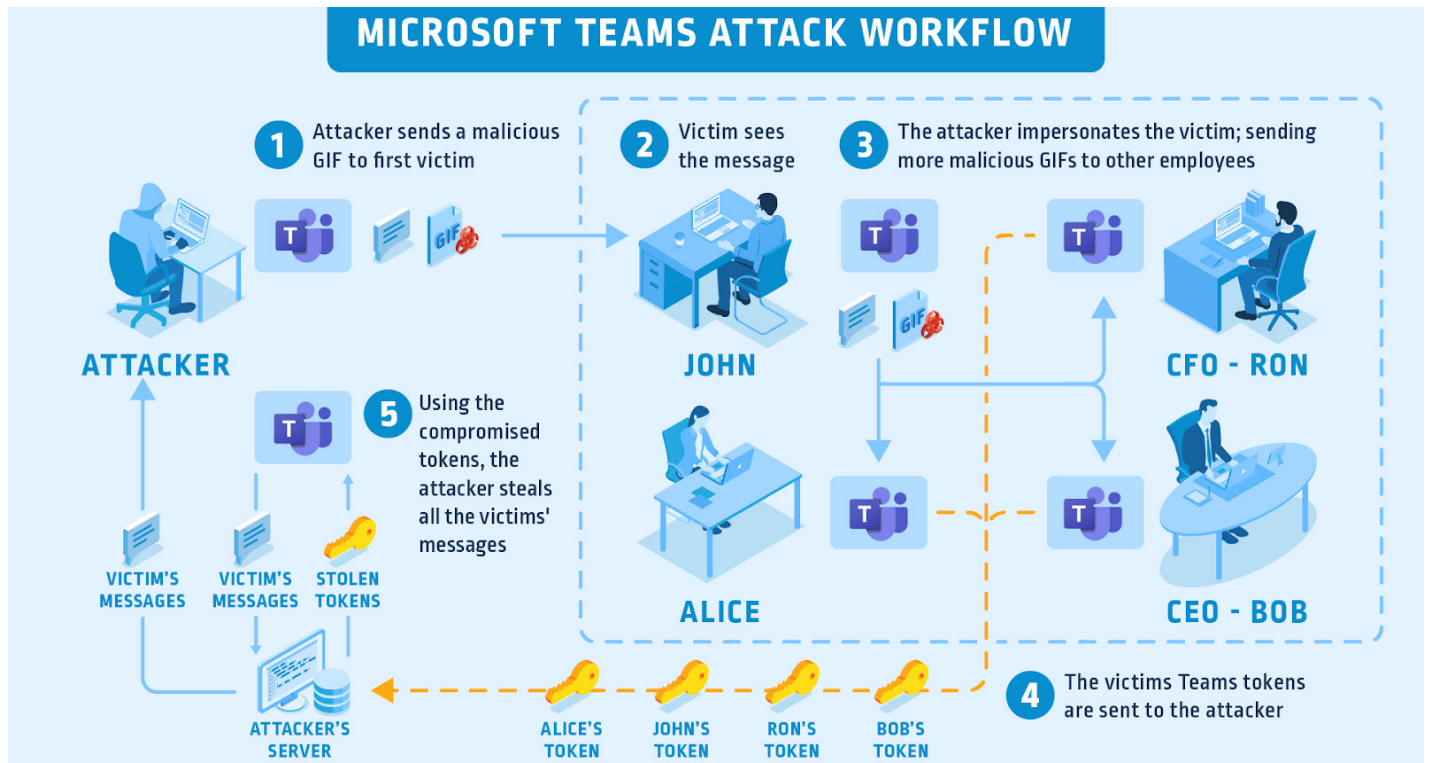 MICROSOFT TEAMS ATTACK WORKFLOW
1
Attacker sends a malicious
GIF to first victim
2
Victim sees
the message
3
The attacker impersonates the victim; sending
more malicious GIFs to other employees
T
GIF
T
GIF
T
ATTACKER
JOHN
CFO - RON
T
5
Using the
compromised
tokens, the
attacker steals
all the victims'
messages
T
T
VICTIM'S
MESSAGES
VICTIM'S
MESSAGES
STOLEN
TOKENS
ALICE
CEO - BOB
ATTACKER'S
SERVER
ALICE'S
TOKEN
JOHN'S
TOKEN
RON'S
TOKEN
BOB'S
TOKEN
4
The victims Teams tokens
are sent to the attacker